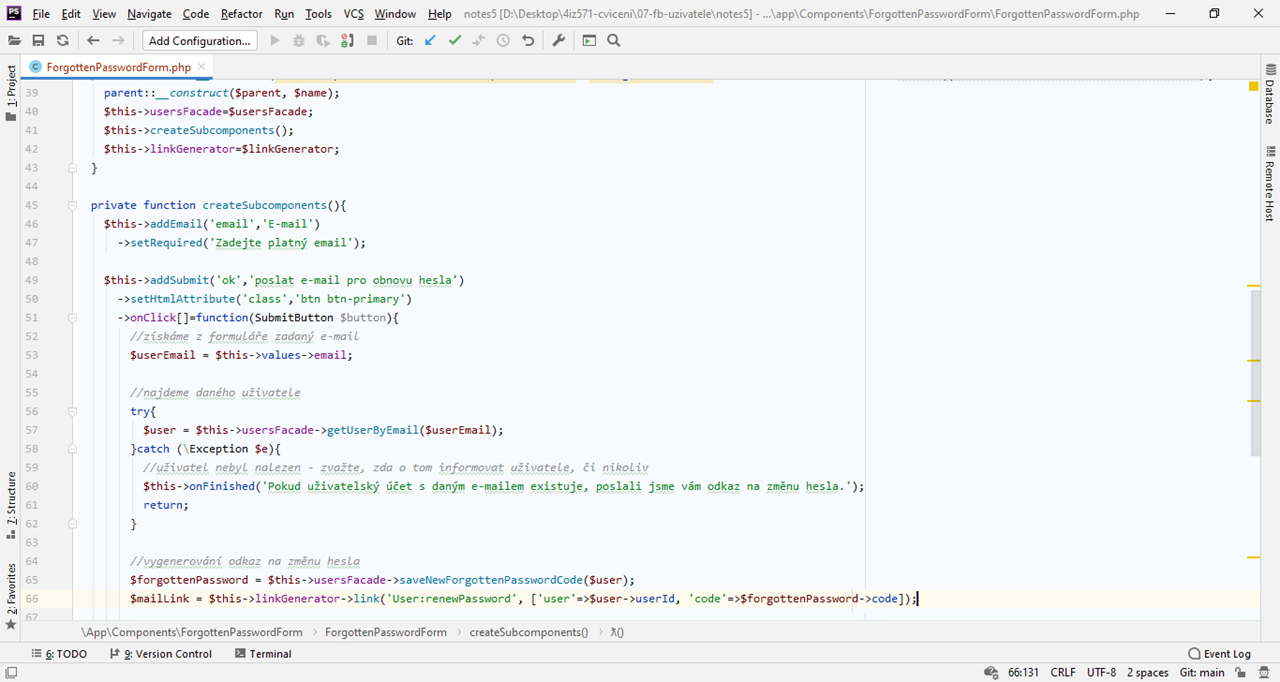 PS File Edit View Navigate Code Refactor Run Tools VCS Window Help notes5 [D:\Desktop\4iz571-cviceni\07-fb-uzivatele\notes5] - ...\app\Components\ForgottenPasswordForm\ForgottenPasswordForm.php
Add Configuration... Git:
ForgottenPasswordForm.php
1: Project
Database
Remote Host
39 parent::__construct($parent, $name);
40 $this->usersFacade=$usersFacade;
41 $this->createSubcomponents();
42 $this->linkGenerator=$linkGenerator;
43 }
44
45 private function createSubcomponents(){
46 $this->addEmail('email','E-mail')
47 ->setRequired('Zadejte platný email');
48
49 $this->addSubmit('ok','poslat e-mail pro obnovu hesla')
50 ->setHtmlAttribute('class','btn btn-primary')
51 ->onClick[]=function(SubmitButton $button){
52 //získáme z formuláře zadaný e-mail
53 $userEmail = $this->values->email;
54
55 //najdeme daného uživatele
56 try{
57 $user = $this->usersFacade->getUserByEmail($userEmail);
58 }catch (\Exception $e){
59 //uživatel nebyl nalezen - zvažte, zda o tom informovat uživatele, či nikoliv
60 $this->onFinished('Pokud uživatelský účet s daným e-mailem existuje, poslali jsme vám odkaz na změnu hesla.');
61 return;
62 }
63
64 //vygenerování odkaz na změnu hesla
65 $forgottenPassword = $this->usersFacade->saveNewForgottenPasswordCode($user);
66 $mailLink = $this->linkGenerator->link('User:renewPassword', ['user'=>$user->userId, 'code'=>$forgottenPassword->code]);
67
7: Structure
2: Favorites
\App\Components\ForgottenPasswordForm › ForgottenPasswordForm › createSubcomponents() › λ()
6: TODO 9: Version Control Terminal Event Log
66:131 CRLF UTF-8 2 spaces Git: main